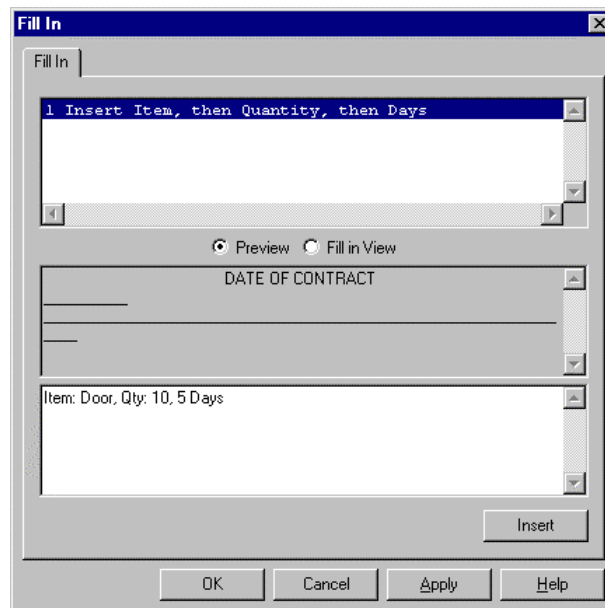 Fill In
Fill In
1 Insert Item, then Quantity, then Days
Preview Fill in View
DATE OF CONTRACT
Item: Door, Qty: 10, 5 Days
Insert
OK Cancel Apply Help